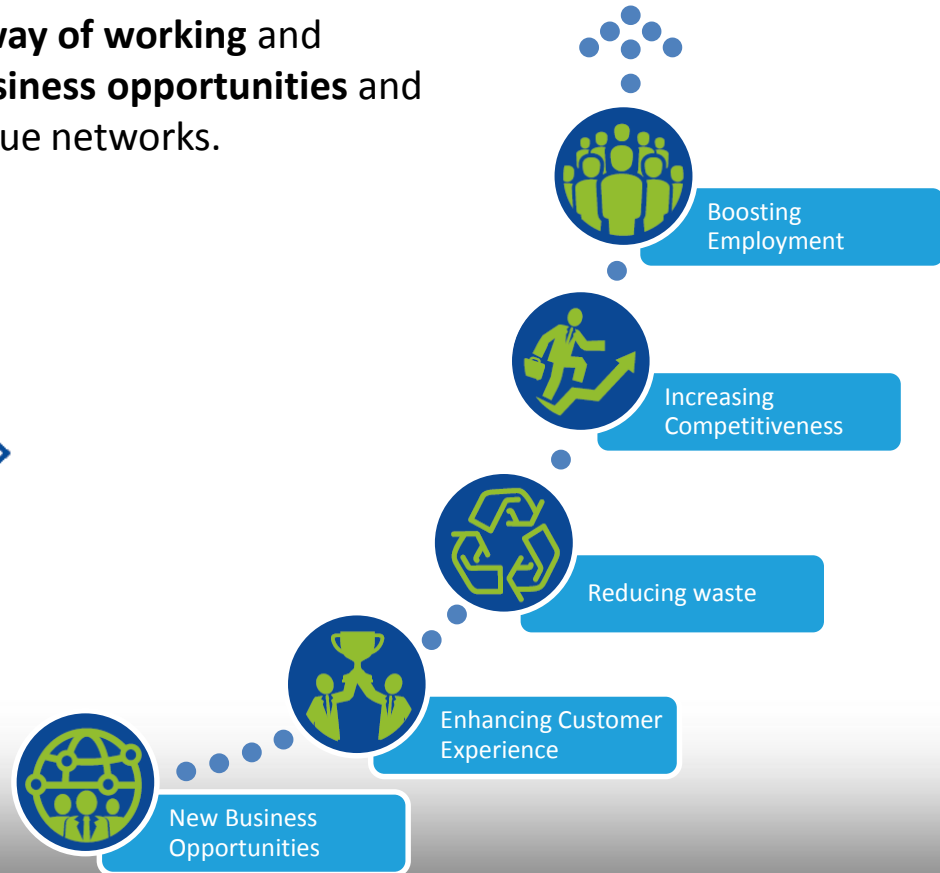 way of working and
siness opportunities and
ue networks.
Boosting
Employment
Increasing
Competitiveness
Reducing waste
Enhancing Customer
Experience
New Business
Opportunities